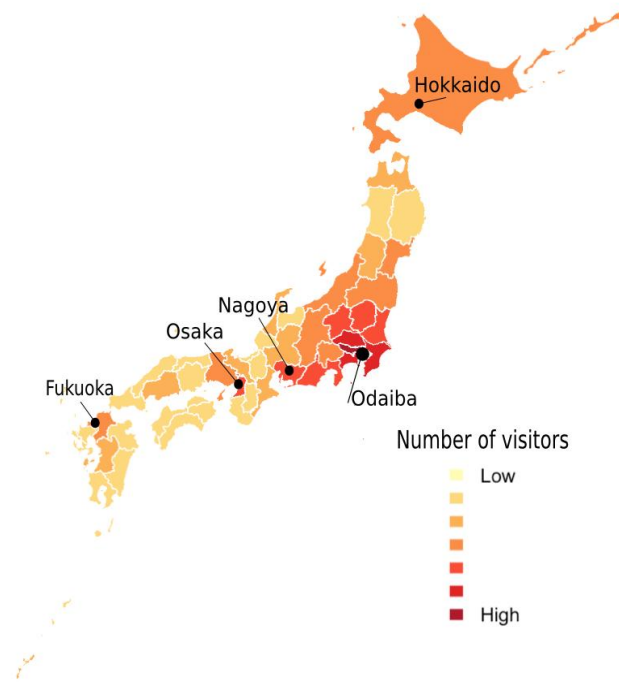 Hokkaido
Nagoya
Osaka
Fukuoka
Odaiba
Number of visitors
Low
High